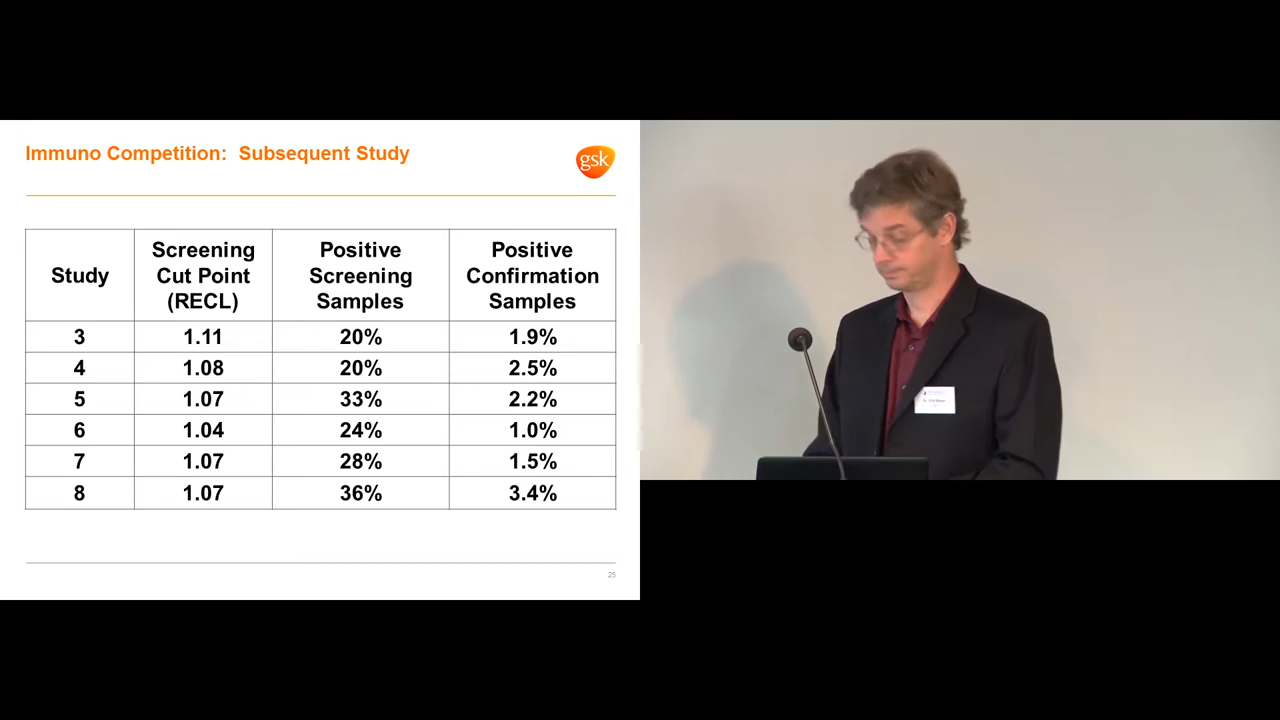 Immuno Competition: Subsequent Study
gsk
Study
Screening Cut Point (RECL)
Positive Screening Samples
Positive Confirmation Samples
3 1.11 20% 1.9%
4 1.08 20% 2.5%
5 1.07 33% 2.2%
6 1.04 24% 1.0%
7 1.07 28% 1.5%
8 1.07 36% 3.4%
25